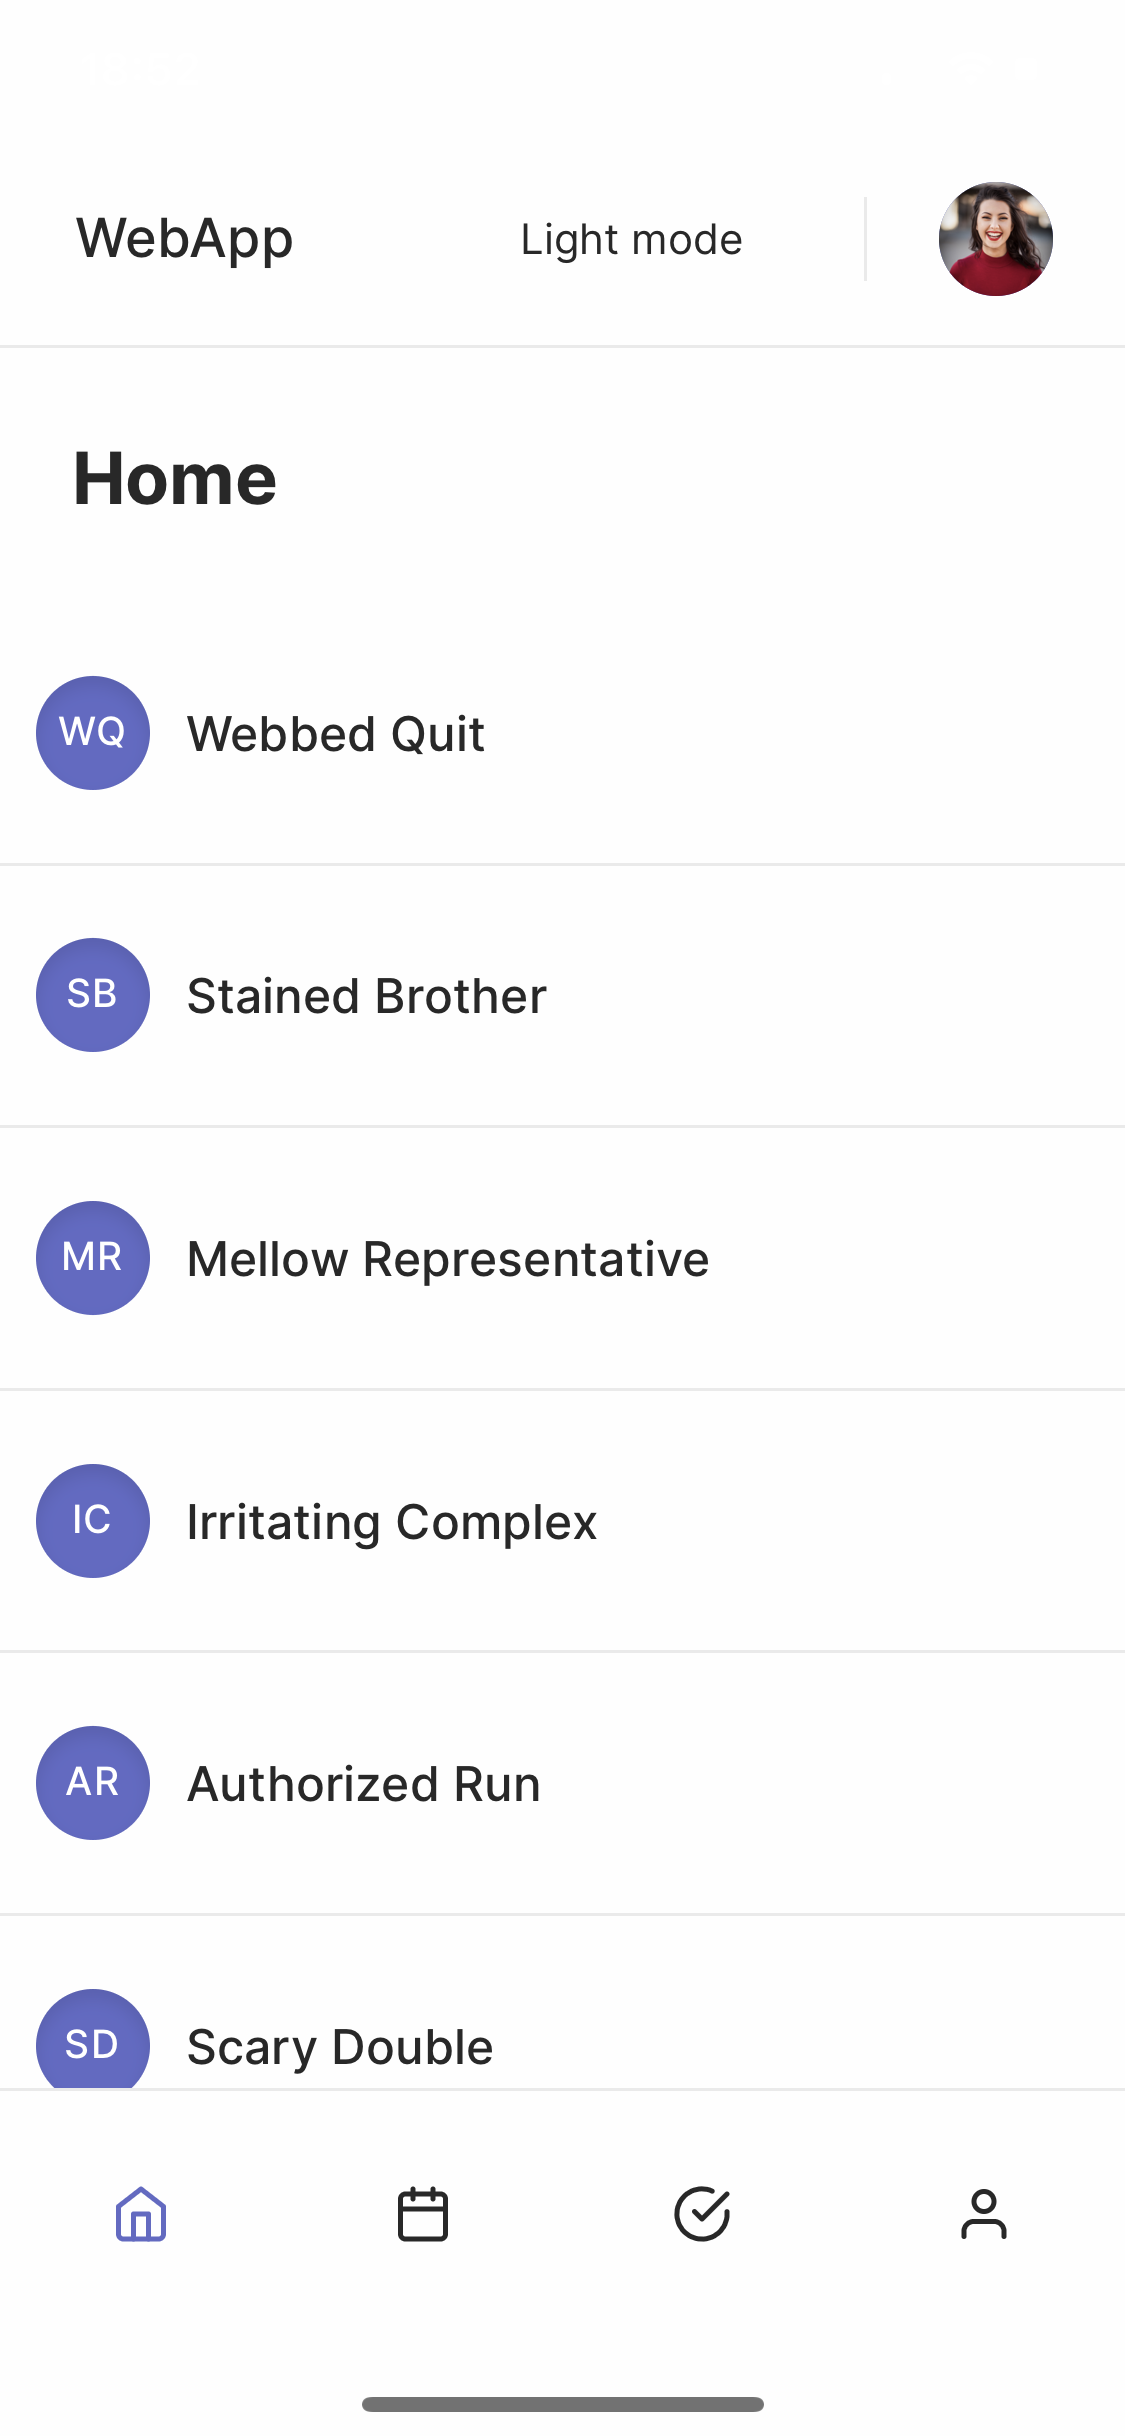 WebApp
Light mode
Home
WQ
Webbed Quit
SB
Stained Brother
MR
Mellow Representative
IC
Irritating Complex
AR
Authorized Run
SD
Scary Double